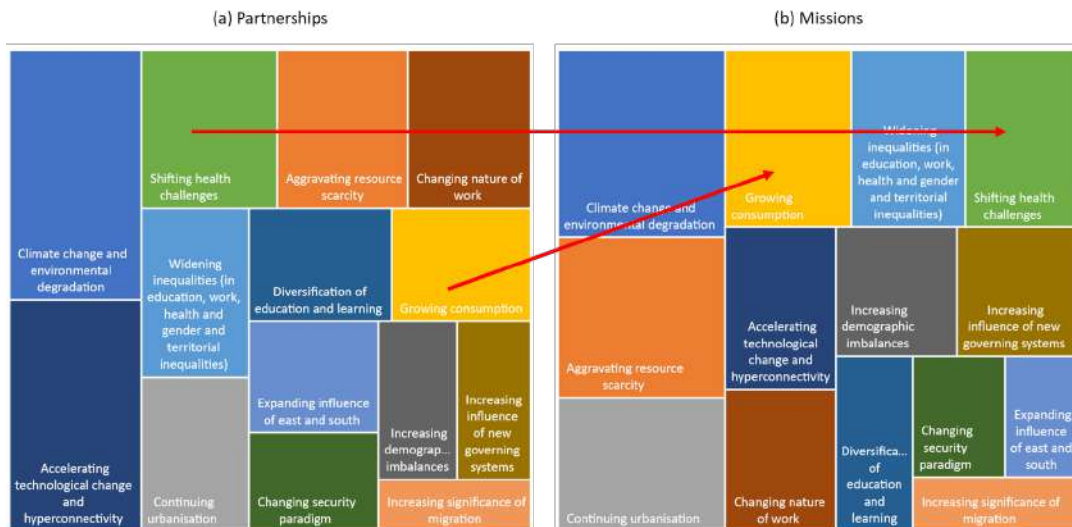 (a) Partnerships
Shifting health
challenges
Aggravating resource
scarcity
Changing nature of
work
Climate change and
environmental
degradation
Widening
inequalities (in
education, work,
health and
gender and
territorial
inequalities)
Diversification of
education and learning
Growing consumption
Accelerating
technological change
and
hyperconnectivity
Continuing
urbanisation
Expanding influence
of east and south
Changing security
paradigm
Increasing
demograp...
imbalances
Increasing
influence
of new
governing
systems
Increasing significance of
migration
(b) Missions
Climate change and
environmental degradation
Growing
consumption
Widening
inequalities (in
education, work,
health and gender
and territorial
inequalities)
Shifting health
challenges
Aggravating resource
scarcity
Accelerating
technological
change and
hyperconnectivity
Increasing
demographic
imbalances
Increasing
influence of new
governing systems
Continuing urbanisation
Changing nature of
work
Diversifica...
of
education
and
learning
Changing
security
paradigm
Expanding
influence
of east and
south
Increasing significance of
migration